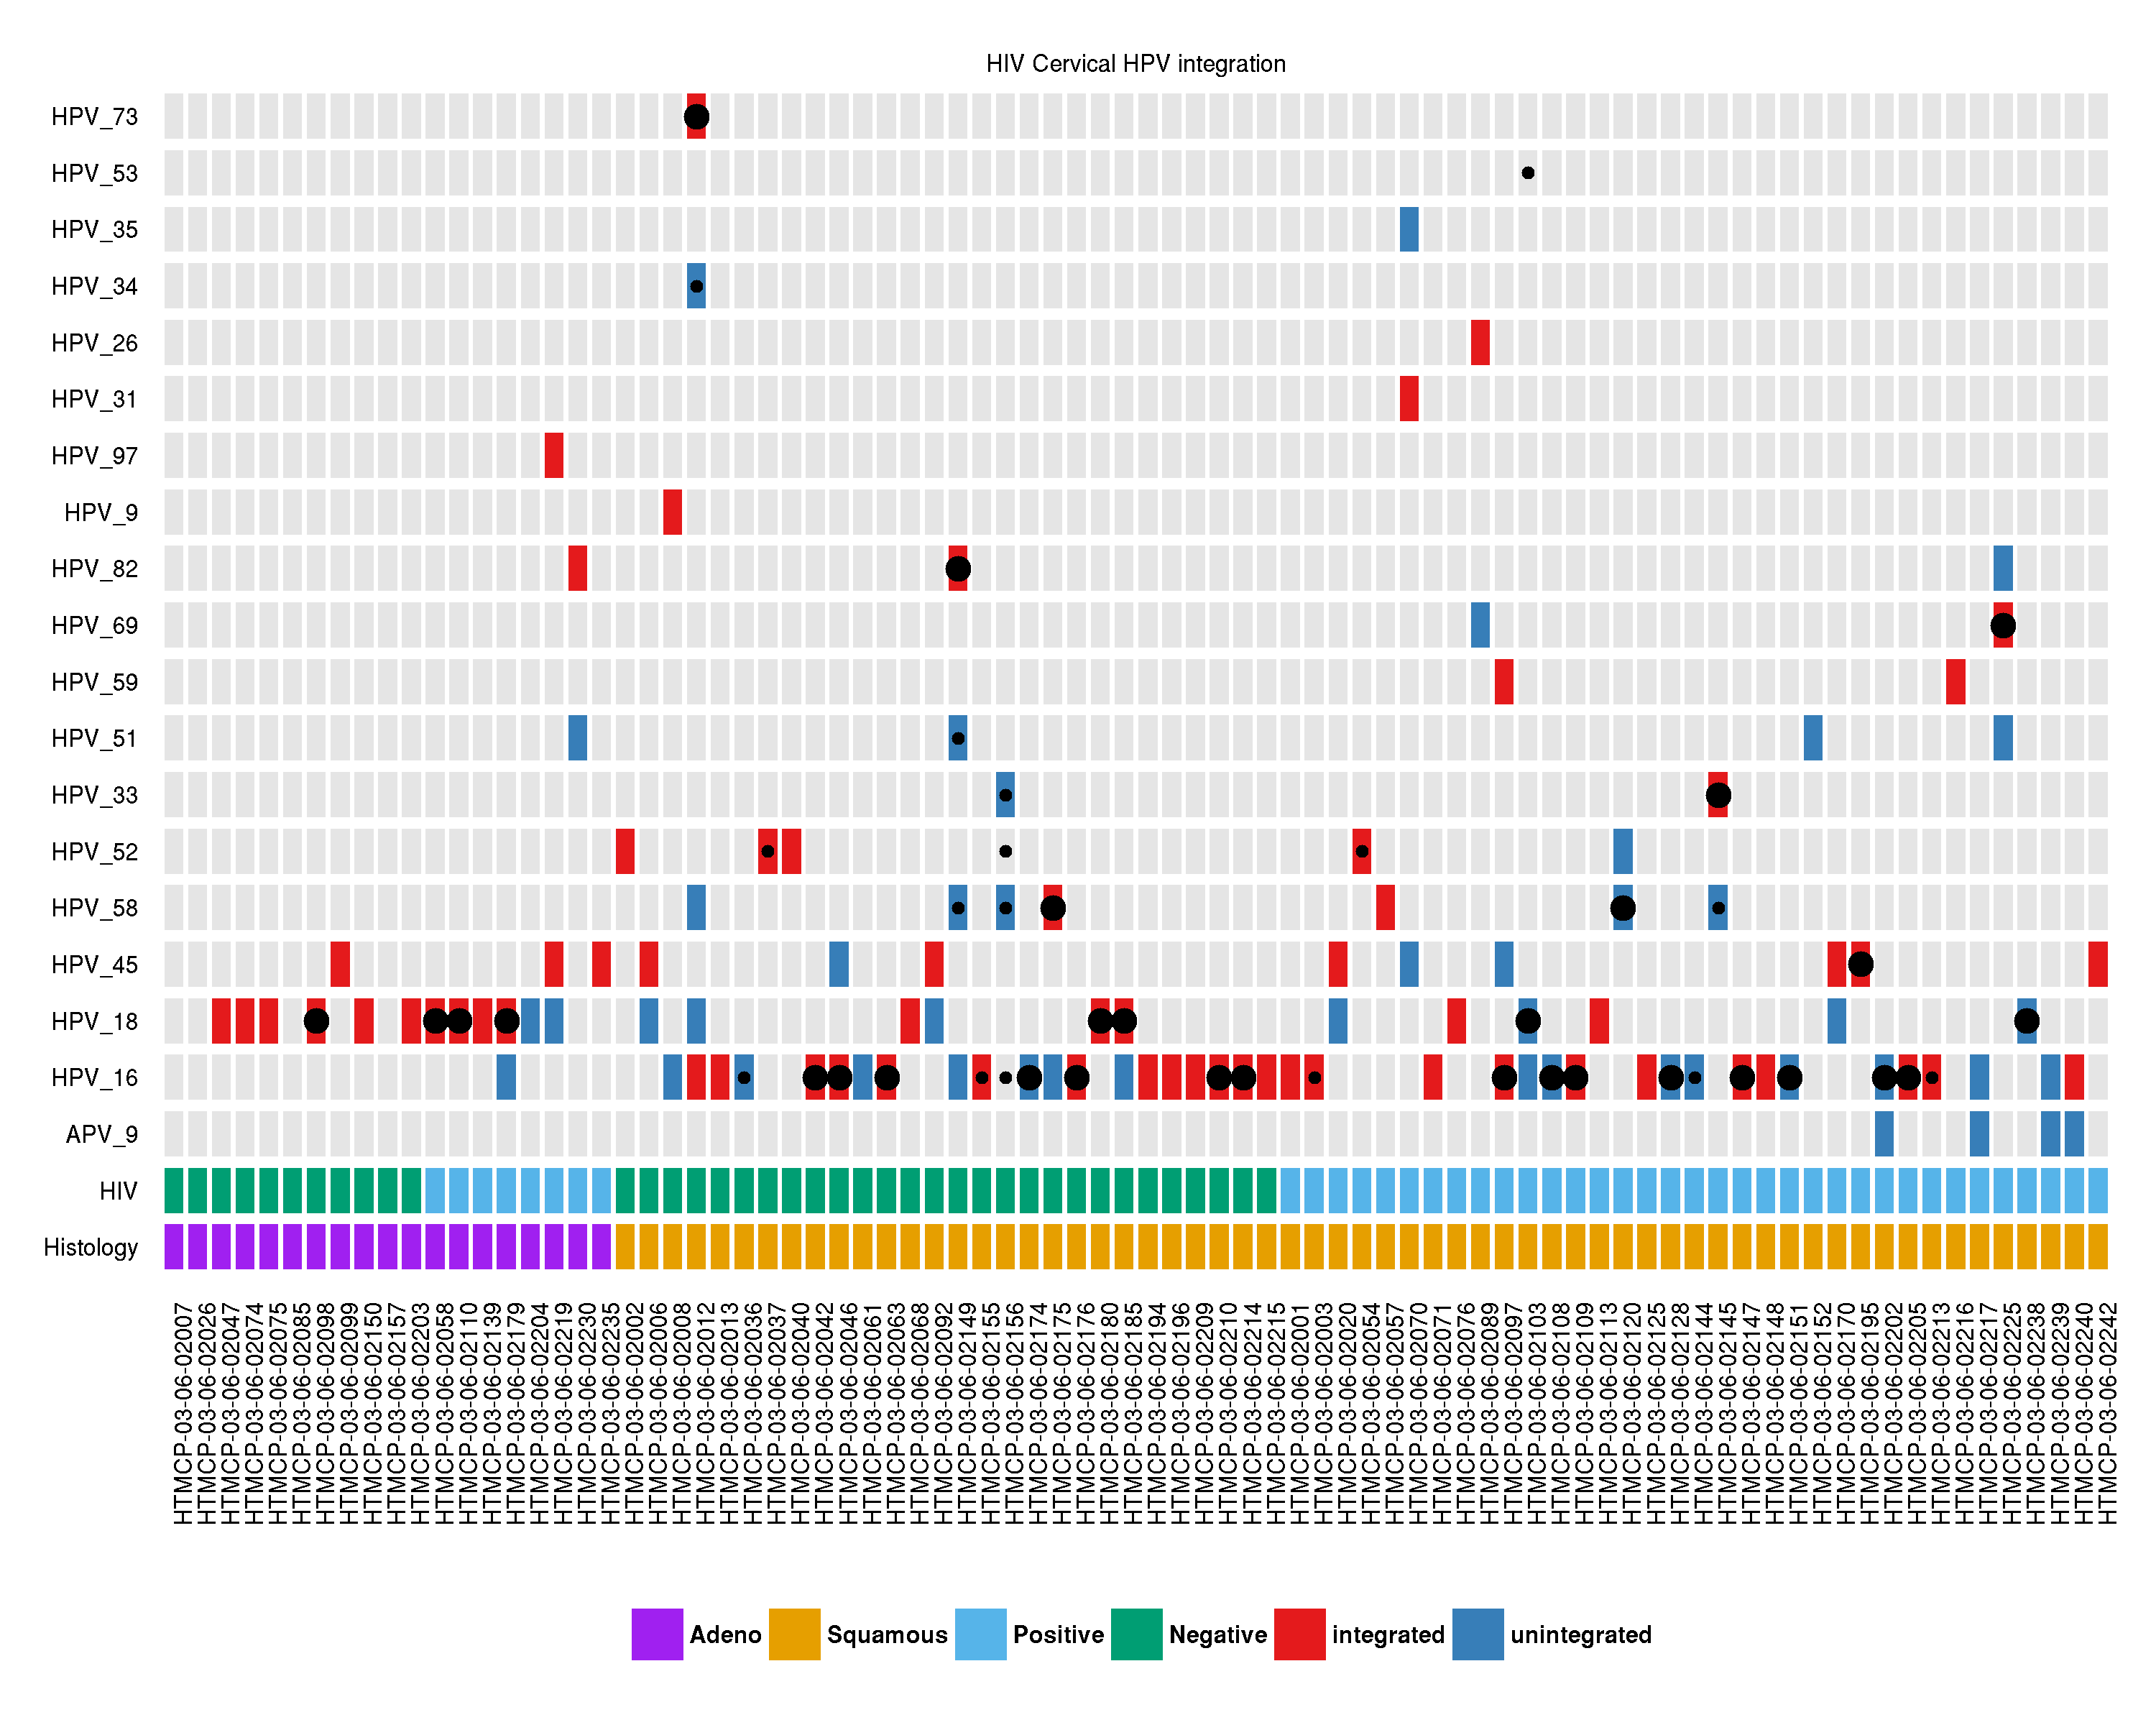 HIV Cervical HPV integration
HPV_73
HPV_53
HPV_35
HPV_34
HPV_26
HPV_31
HPV_97
HPV_9
HPV_82
HPV_69
HPV_59
HPV_51
HPV_33
HPV_52
HPV_58
HPV_45
HPV_18
HPV_16
APV_9
HIV
Histology
HTMCP-03-06-02007
HTMCP-03-06-02026
HTMCP-03-06-02047
HTMCP-03-06-02074
HTMCP-03-06-02075
HTMCP-03-06-02085
HTMCP-03-06-02098
HTMCP-03-06-02099
HTMCP-03-06-02150
HTMCP-03-06-02157
HTMCP-03-06-02203
HTMCP-03-06-02058
HTMCP-03-06-02110
HTMCP-03-06-02139
HTMCP-03-06-02179
HTMCP-03-06-02204
HTMCP-03-06-02219
HTMCP-03-06-02230
HTMCP-03-06-02235
HTMCP-03-06-02002
HTMCP-03-06-02006
HTMCP-03-06-02008
HTMCP-03-06-02012
HTMCP-03-06-02013
HTMCP-03-06-02036
HTMCP-03-06-02037
HTMCP-03-06-02040
HTMCP-03-06-02042
HTMCP-03-06-02046
HTMCP-03-06-02061
HTMCP-03-06-02063
HTMCP-03-06-02068
HTMCP-03-06-02092
HTMCP-03-06-02149
HTMCP-03-06-02155
HTMCP-03-06-02156
HTMCP-03-06-02174
HTMCP-03-06-02175
HTMCP-03-06-02176
HTMCP-03-06-02180
HTMCP-03-06-02185
HTMCP-03-06-02194
HTMCP-03-06-02196
HTMCP-03-06-02209
HTMCP-03-06-02210
HTMCP-03-06-02214
HTMCP-03-06-02215
HTMCP-03-06-02001
HTMCP-03-06-02003
HTMCP-03-06-02020
HTMCP-03-06-02054
HTMCP-03-06-02057
HTMCP-03-06-02070
HTMCP-03-06-02071
HTMCP-03-06-02076
HTMCP-03-06-02089
HTMCP-03-06-02097
HTMCP-03-06-02103
HTMCP-03-06-02108
HTMCP-03-06-02109
HTMCP-03-06-02113
HTMCP-03-06-02120
HTMCP-03-06-02125
HTMCP-03-06-02128
HTMCP-03-06-02144
HTMCP-03-06-02145
HTMCP-03-06-02147
HTMCP-03-06-02148
HTMCP-03-06-02151
HTMCP-03-06-02152
HTMCP-03-06-02170
HTMCP-03-06-02195
HTMCP-03-06-02202
HTMCP-03-06-02205
HTMCP-03-06-02213
HTMCP-03-06-02216
HTMCP-03-06-02217
HTMCP-03-06-02225
HTMCP-03-06-02238
HTMCP-03-06-02239
HTMCP-03-06-02240
HTMCP-03-06-02242
Adeno Squamous Positive Negative integrated unintegrated